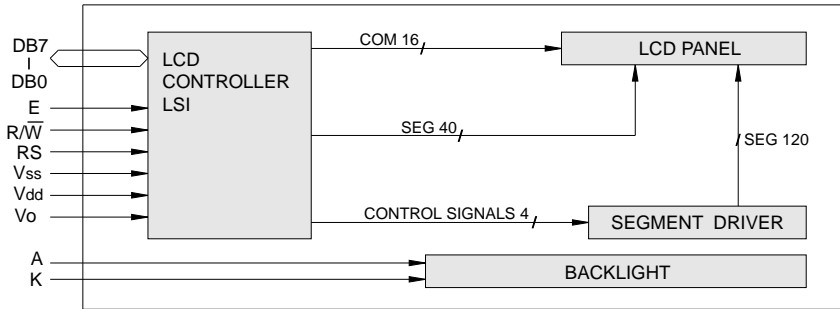 DB7
DB0
E
R/W̅
RS
Vss
Vdd
Vo
A
K
LCD
CONTROLLER
LSI
COM 16
SEG 40
CONTROL SIGNALS 4
LCD PANEL
SEG 120
SEGMENT DRIVER
BACKLIGHT